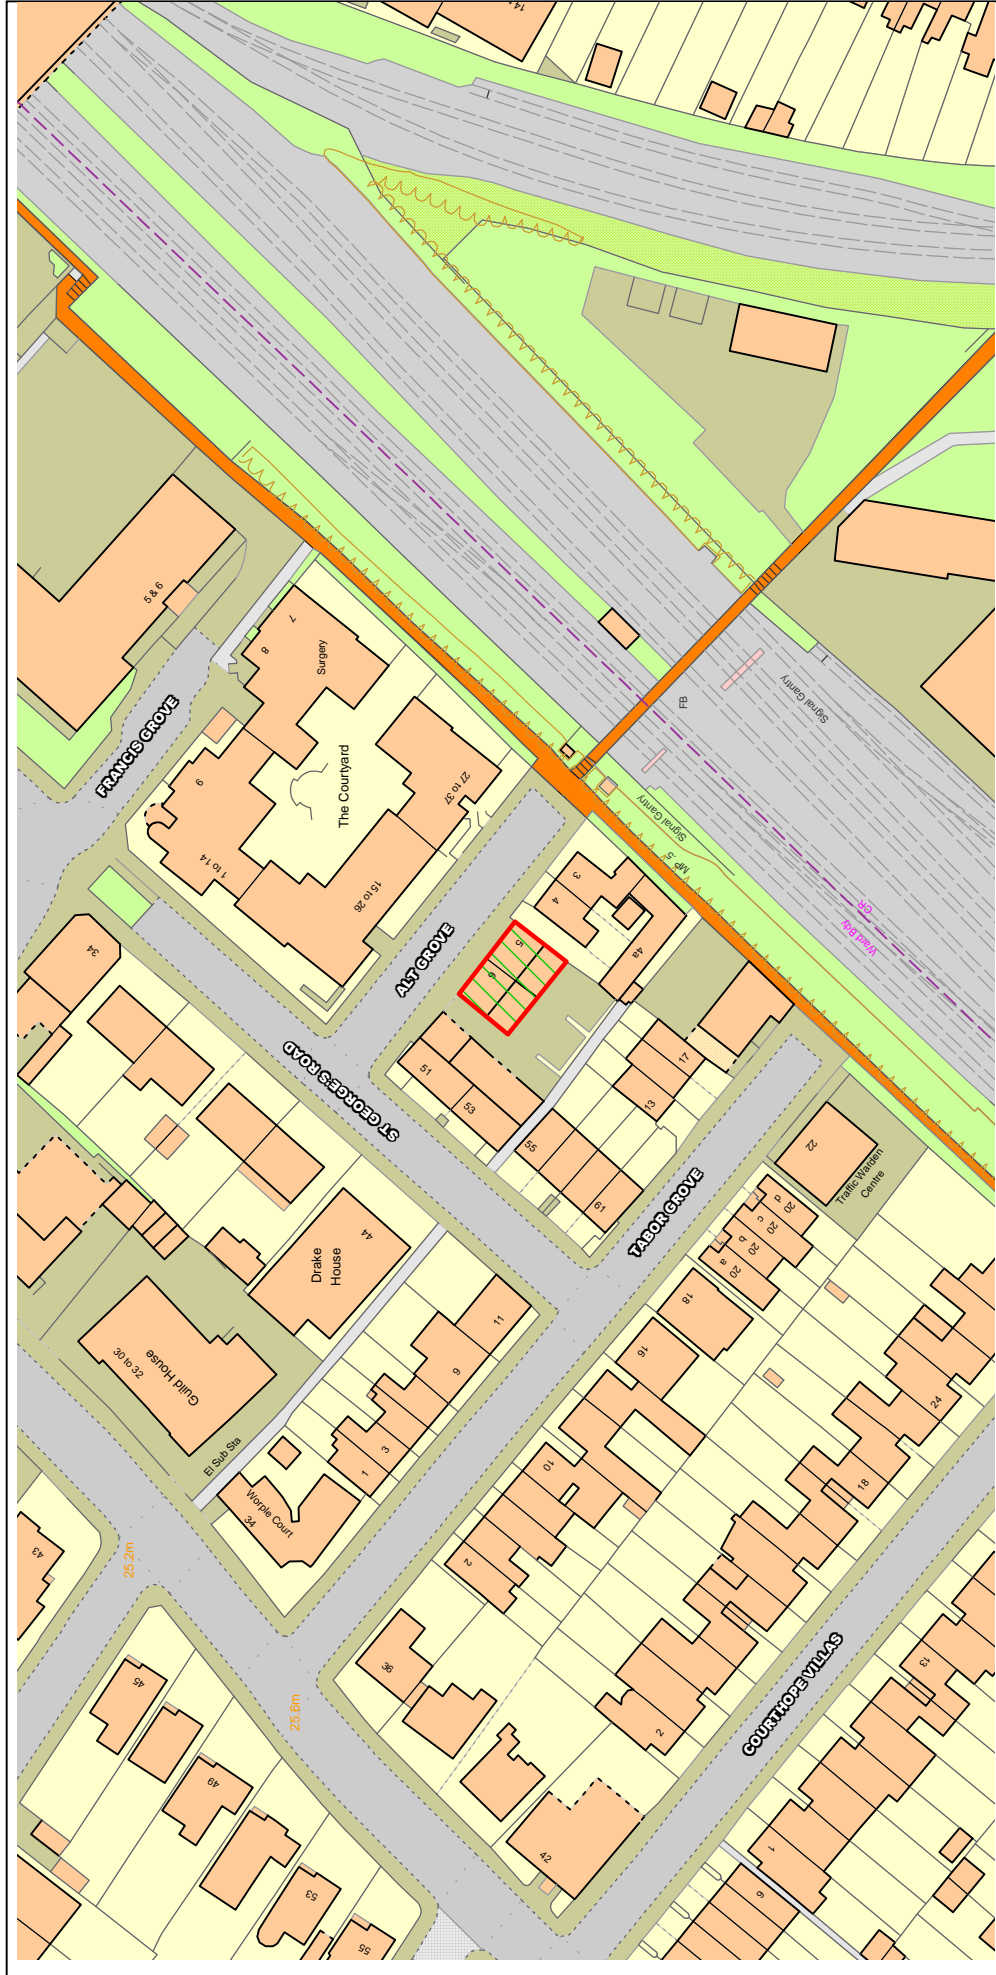 14
5 & 6
7
8
Surgery
FRANCIS GROVE
9
The Courtyard
27 to 37
1 to 14
15 to 26
FB
Signal Gantry
Signal Gantry
MP .5
CR
Ward Bdy
34
3
4
4a
ALT GROVE
5
6
ST GEORGE'S ROAD
51
53
55
61
17
13
22
Traffic Warden
Centre
TABOR GROVE
20 a
20 b
20 c
20 d
44
Drake
House
30 to 32
Guild House
11
9
3
1
El Sub Sta
Worple Court
34
18
16
10
2
24
18
2
43
25.2m
25.6m
45
49
53
55
36
42
COURTHOPE VILLAS
13
1
6